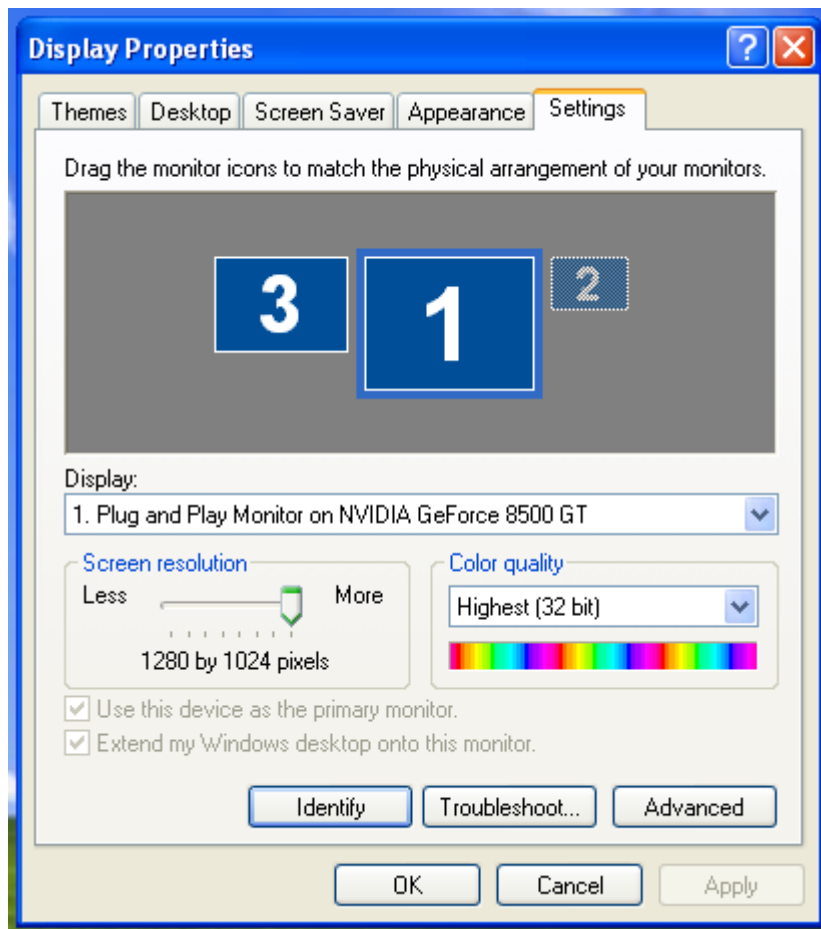 Display Properties
Themes Desktop Screen Saver Appearance Settings
Drag the monitor icons to match the physical arrangement of your monitors.
3 1 2
Display:
1. Plug and Play Monitor on NVIDIA GeForce 8500 GT
Screen resolution
Less More
1280 by 1024 pixels
Color quality
Highest (32 bit)
Use this device as the primary monitor.
Extend my Windows desktop onto this monitor.
Identify Troubleshoot... Advanced
OK Cancel Apply